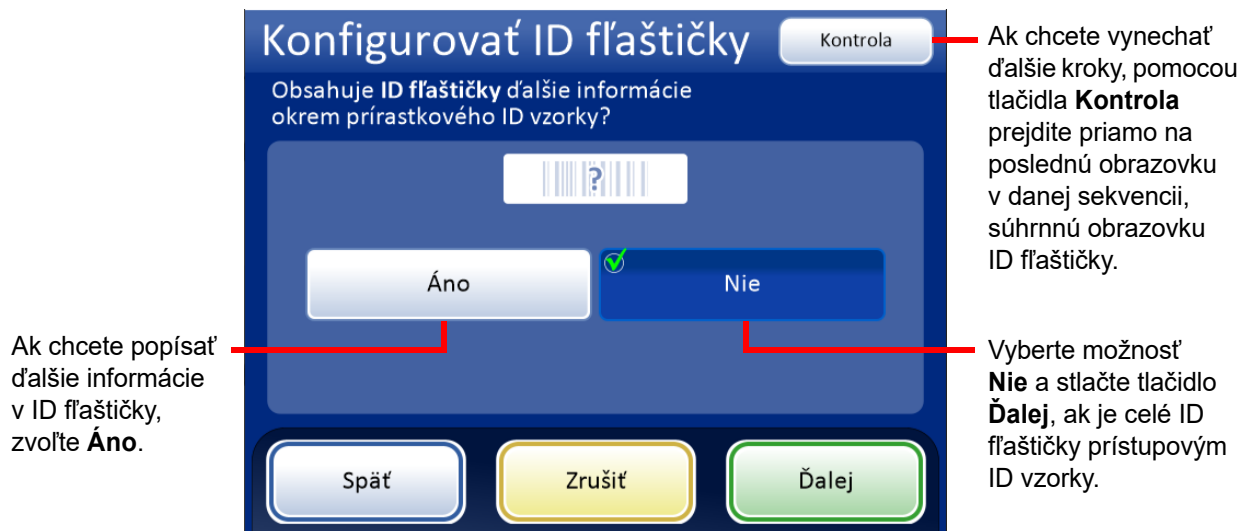 Konfigurovať ID fľaštičky
Kontrola
Obsahuje ID fľaštičky ďalšie informácie
okrem prírastkového ID vzorky?
?
Áno
Nie
Späť
Zrušiť
Ďalej
Ak chcete popísať
ďalšie informácie
v ID fľaštičky,
zvoľte Áno.
Ak chcete vynechať
ďalšie kroky, pomocou
tlačidla Kontrola
prejdite priamo na
poslednú obrazovku
v danej sekvencii,
súhrnnú obrazovku
ID fľaštičky.
Vyberte možnosť
Nie a stlačte tlačidlo
Ďalej, ak je celé ID
fľaštičky prístupovým
ID vzorky.